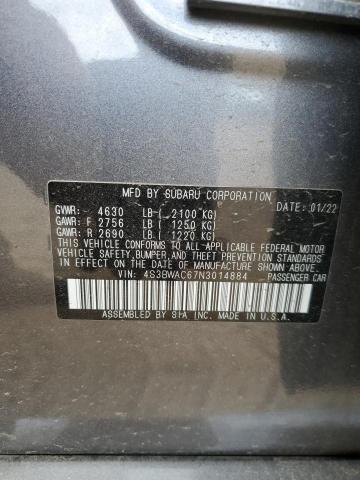 MFD BY SUBARU CORPORATION
DATE: 01/22
GVWR: 4630 LB ( 2100 KG)
GAWR: F 2756 LB ( 1250 KG)
GAWR: R 2690 LB ( 1220 KG)
THIS VEHICLE CONFORMS TO ALL APPLICABLE FEDERAL MOTOR
VEHICLE SAFETY, BUMPER, AND THEFT PREVENTION STANDARDS
IN EFFECT ON THE DATE OF MANUFACTURE SHOWN ABOVE.
VIN: 4S3BWAC67N3014884 PASSENGER CAR
ASSEMBLED BY SIA, INC. MADE IN U.S.A.